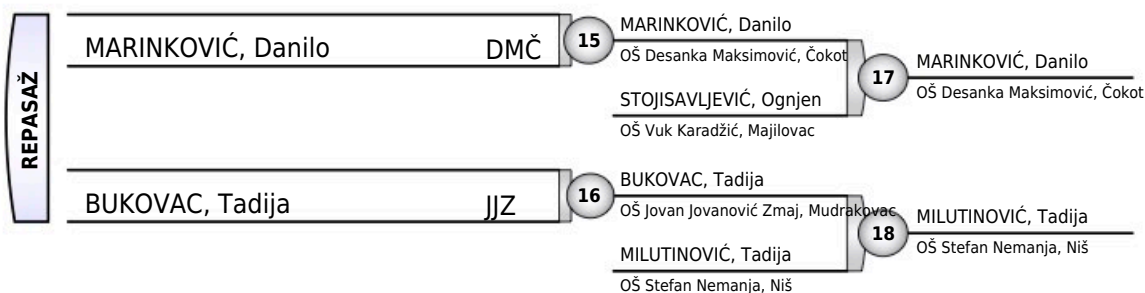 REPASAŽ
MARINKOVIĆ, Danilo DMČ
15
MARINKOVIĆ, Danilo
OŠ Desanka Maksimović, Čokot
STOJISAVLJEVIĆ, Ognjen
OŠ Vuk Karadžić, Majilovac
17
MARINKOVIĆ, Danilo
OŠ Desanka Maksimović, Čokot
BUKOVAC, Tadija JJZ
16
BUKOVAC, Tadija
OŠ Jovan Jovanović Zmaj, Mudrakovac
MILUTINOVIĆ, Tadija
OŠ Stefan Nemanja, Niš
18
MILUTINOVIĆ, Tadija
OŠ Stefan Nemanja, Niš